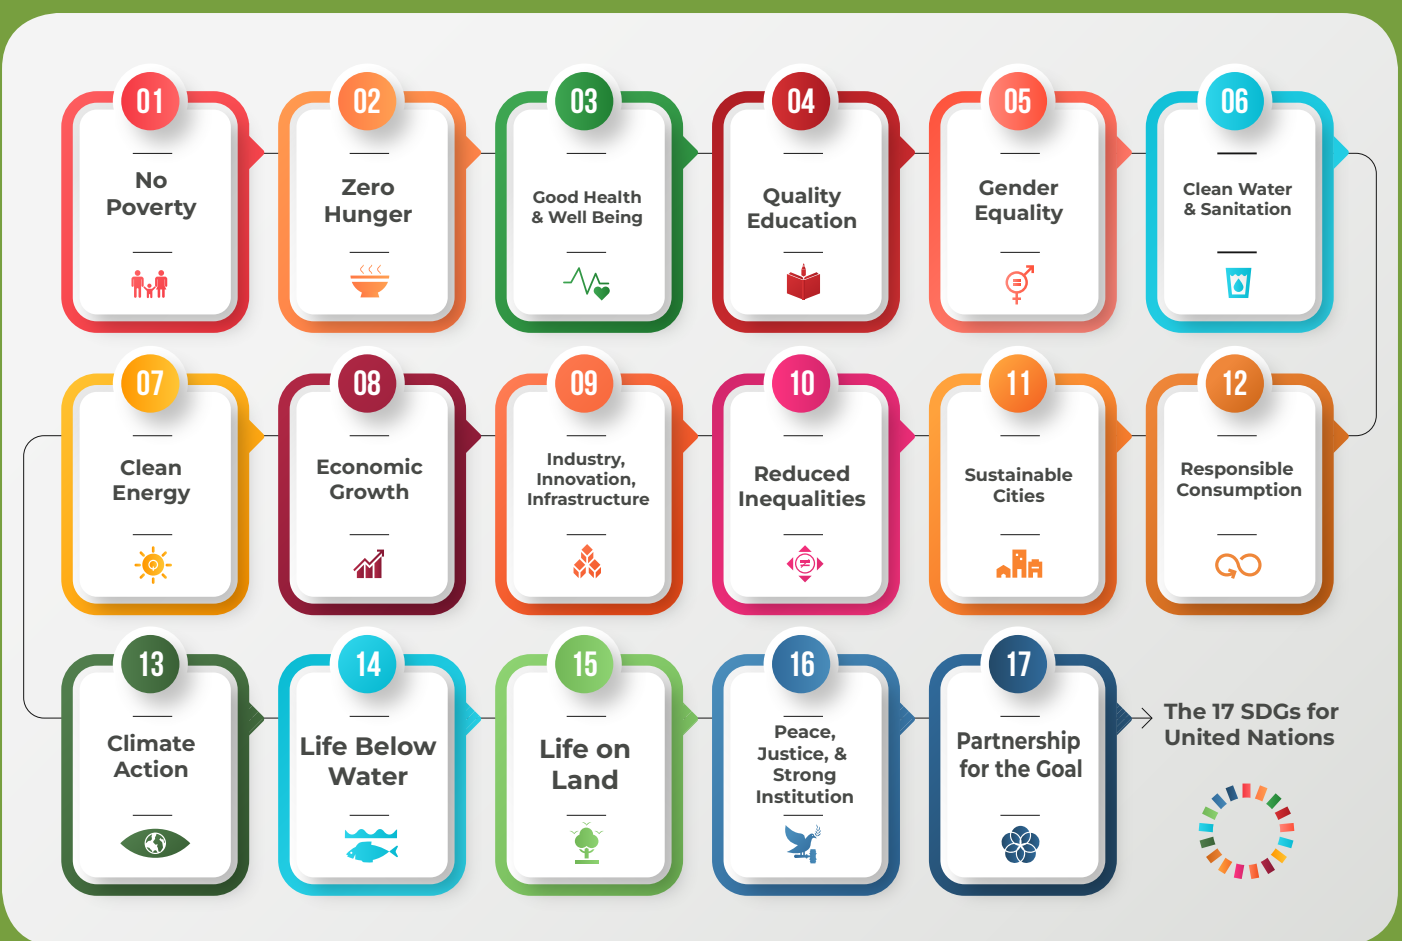 01
No
Poverty
02
Zero
Hunger
03
Good Health
& Well Being
04
Quality
Education
05
Gender
Equality
06
Clean Water
& Sanitation
07
Clean
Energy
08
Economic
Growth
09
Industry,
Innovation,
Infrastructure
10
Reduced
Inequalities
11
Sustainable
Cities
12
Responsible
Consumption
13
Climate
Action
14
Life Below
Water
15
Life on
Land
16
Peace,
Justice, &
Strong
Institution
17
Partnership
for the Goal
The 17 SDGs for
United Nations